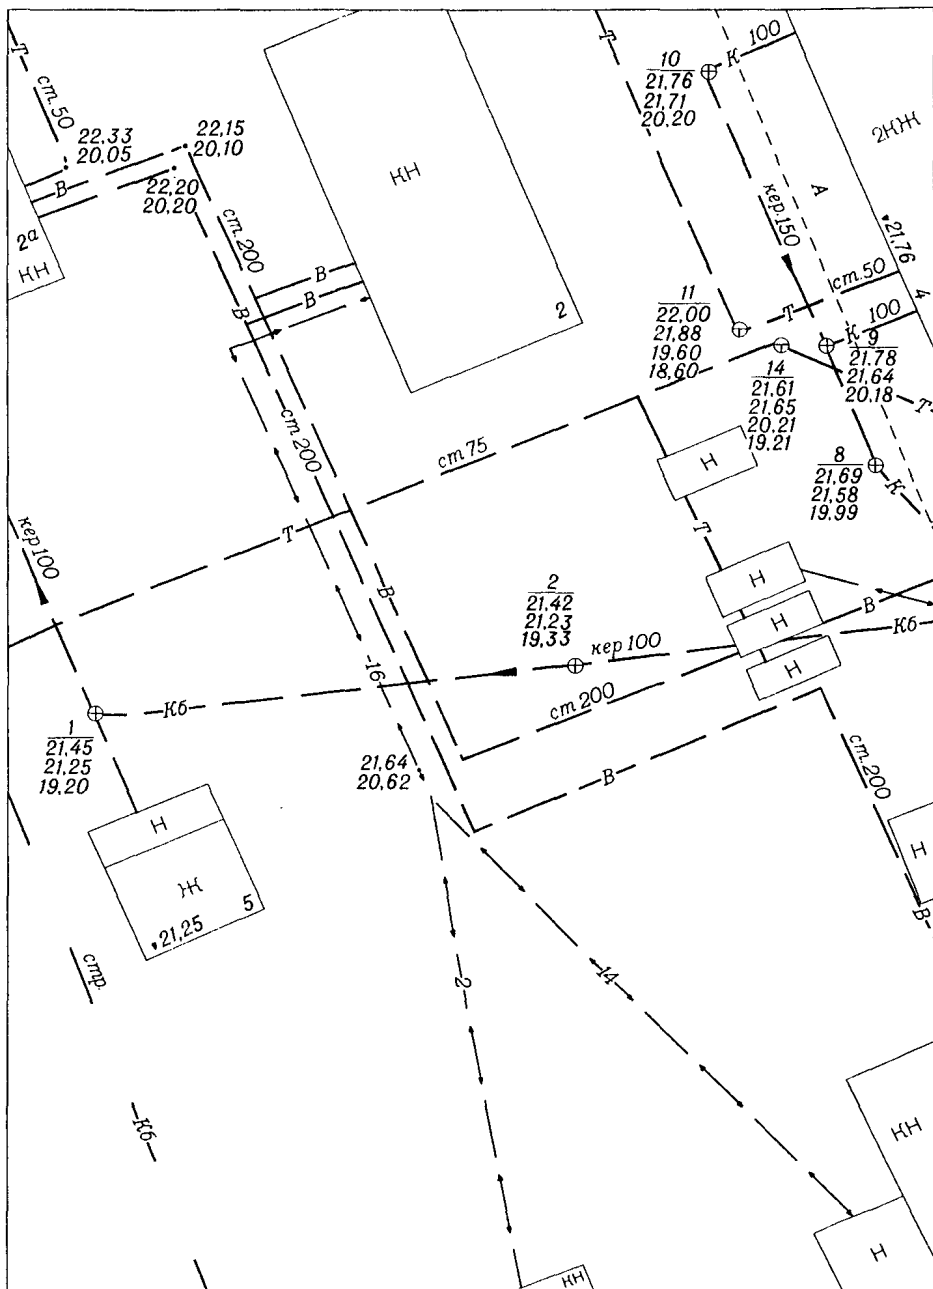 Т
ст.50
22,33
20,05
22,15
20,10
В
22,20
20,20
2а
КН
ст.200
В
В
В
КН
2
Т
10
21,76
21,71
20,20
К
100
2КЖ
А
кер.150
21,76
4
ст.50
Т
К
100
11
22,00
21,88
19,60
18,60
14
21,61
21,65
20,21
19,21
9
21,78
21,64
20,18
Т
8
21,69
21,58
19,99
К
ст.200
ст75
Н
Т
Т
кер100
В
2
21,42
21,23
19,33
кер100
Н
Н
Н
В
Кб
16
Кб
ст200
1
21,45
21,25
19,20
21,64
20,62
В
ст.200
Н
Ж
5
21,25
Н
В
стр.
2
14
Кб
КН
Н
КН